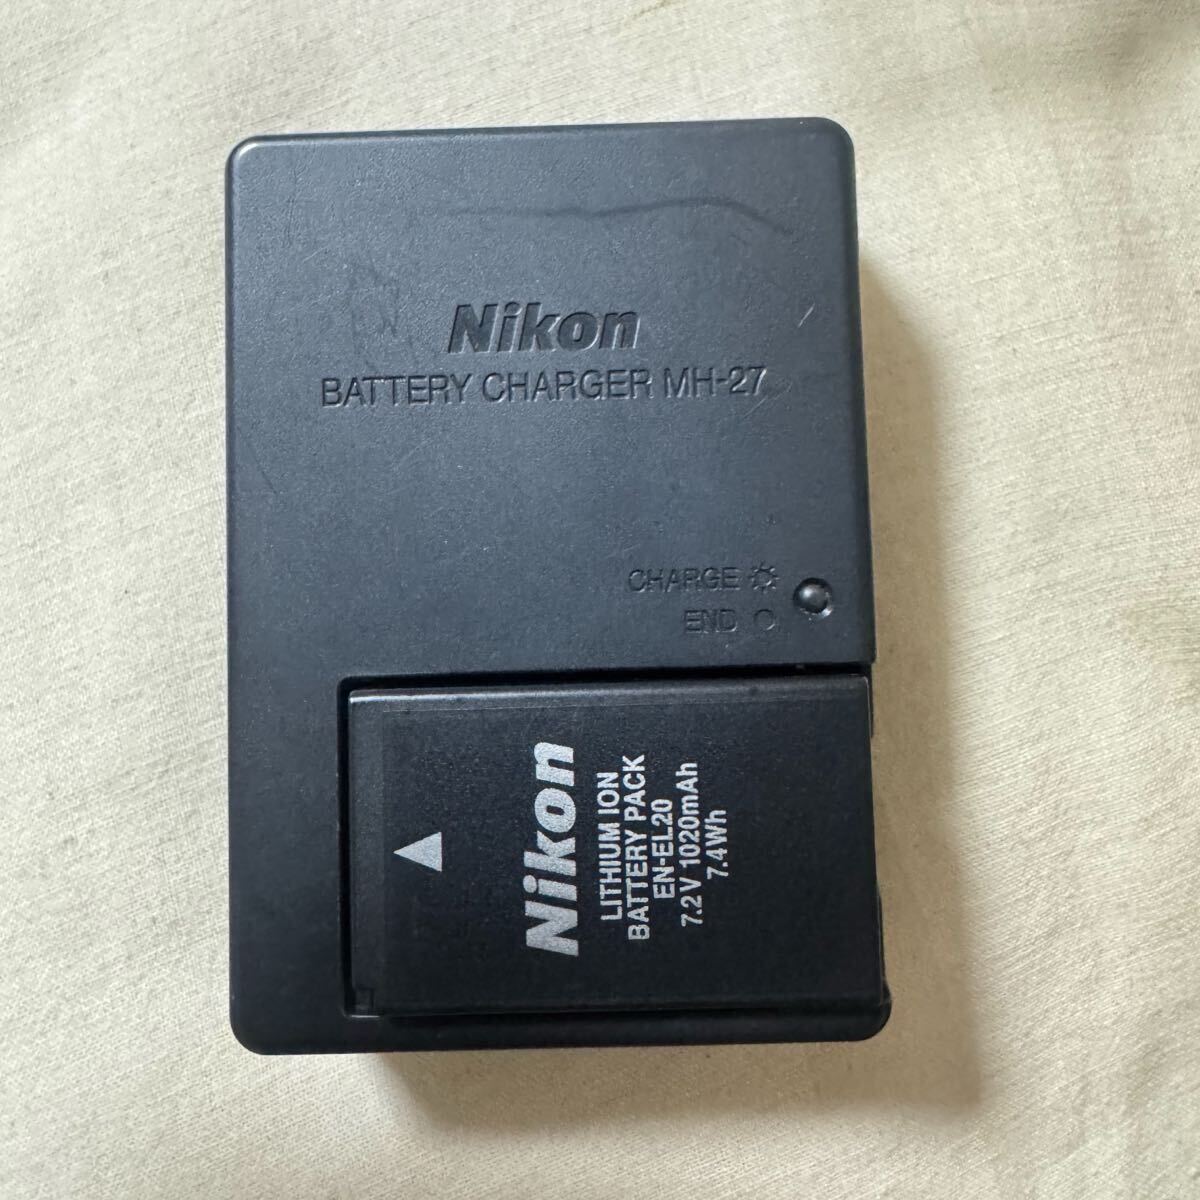 Nikon
BATTERY CHARGER MH-27
CHARGE
END
Nikon
LITHIUM ION
BATTERY PACK
EN-EL20
7.2V 1020mAh
7.4Wh